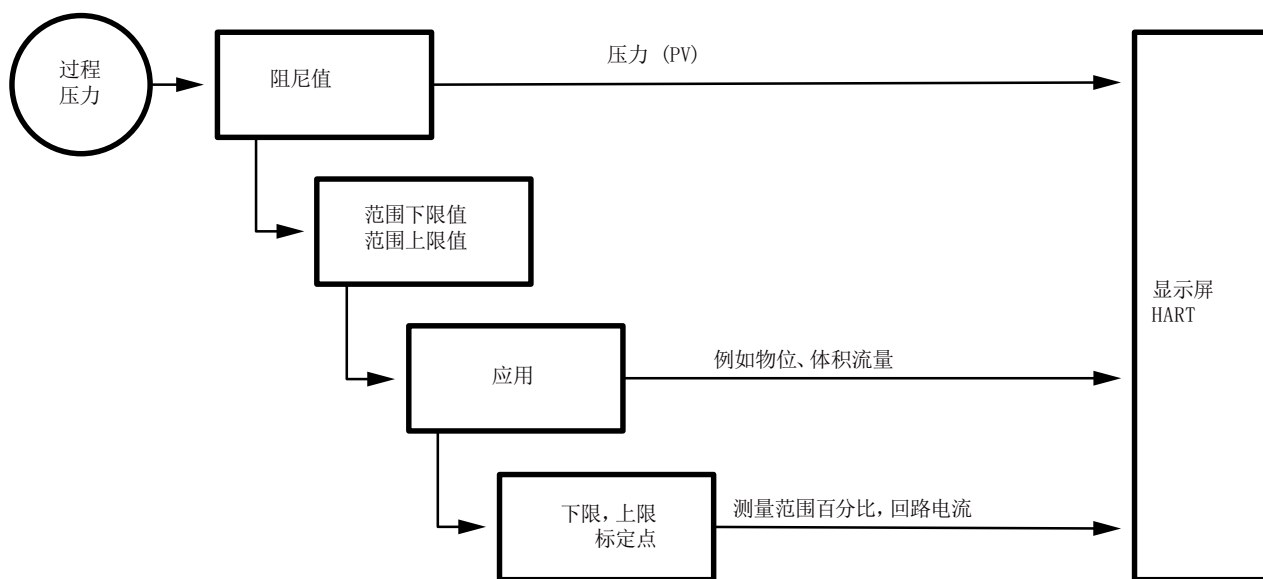 过程
压力
阻尼值
压力 (PV)
范围下限值
范围上限值
显示屏
HART
应用
例如物位、体积流量
下限,上限
标定点
测量范围百分比,回路电流